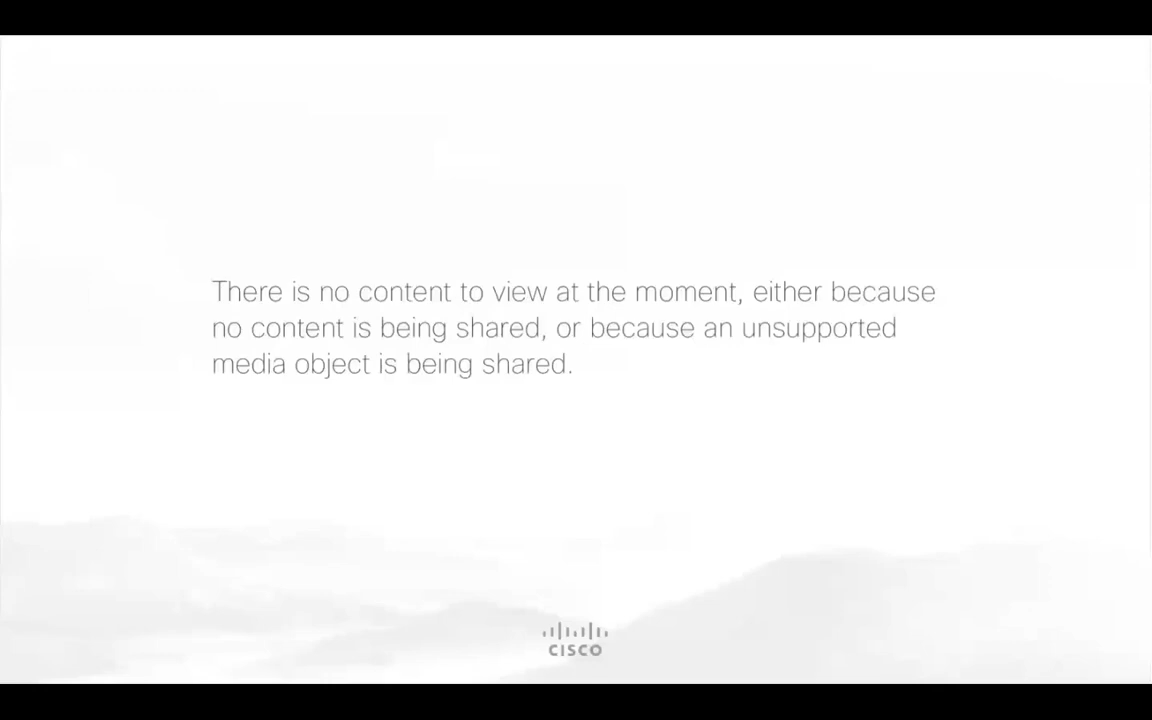 There is no content to view at the moment, either because
no content is being shared, or because an unsupported
media object is being shared.
CISCO